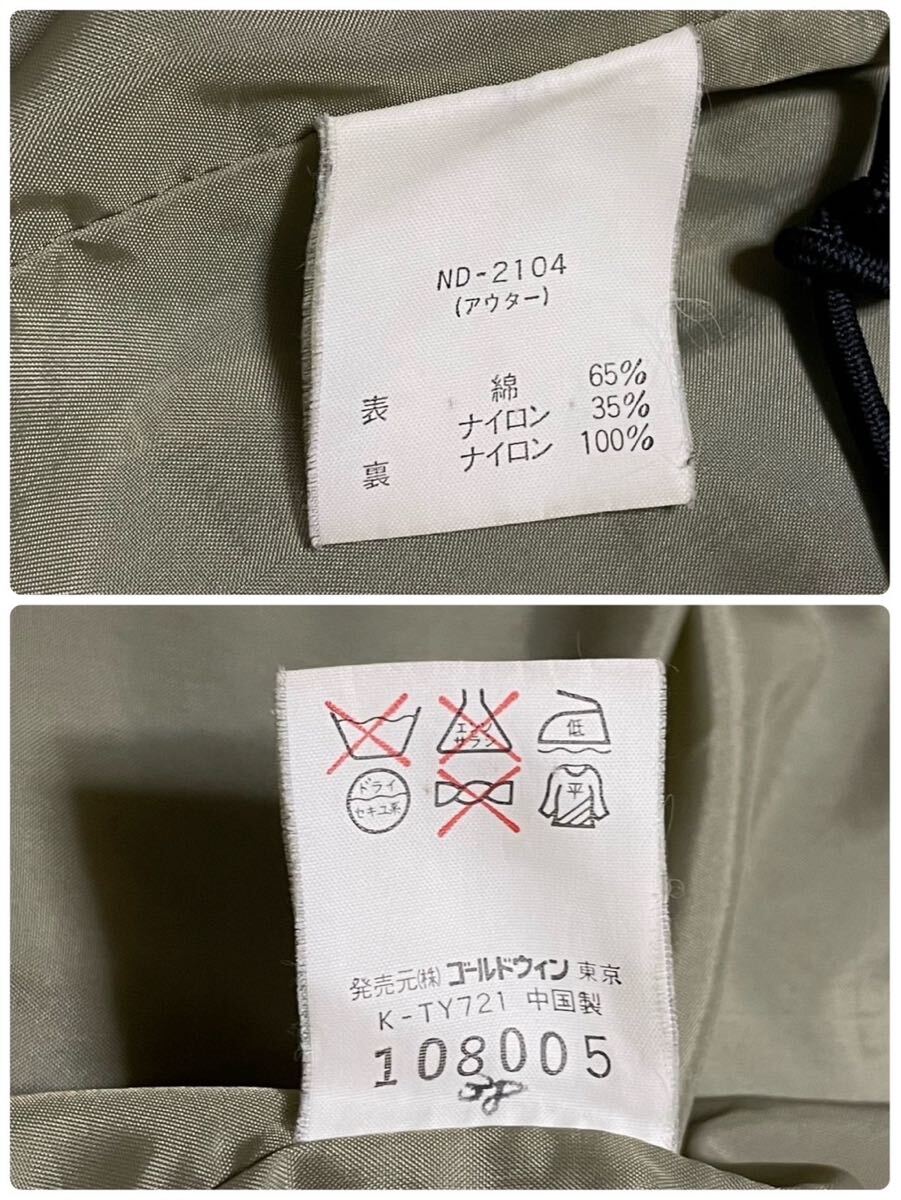 ND-2104
(アウター)
表 綿 65%
ナイロン 35%
裏 ナイロン 100%
エンソ
サラシ
低
ドライ
セキユ系
平
発売元(株)ゴールドウィン 東京
K-TY721 中国製
108005